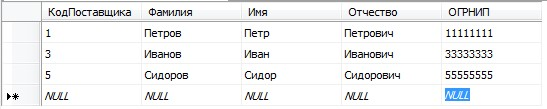 КодПоставщика Фамилия Имя Отчество ОГРНИП
1 Петров Петр Петрович 11111111
3 Иванов Иван Иванович 33333333
5 Сидоров Сидор Сидорович 55555555
NULL NULL NULL NULL NULL